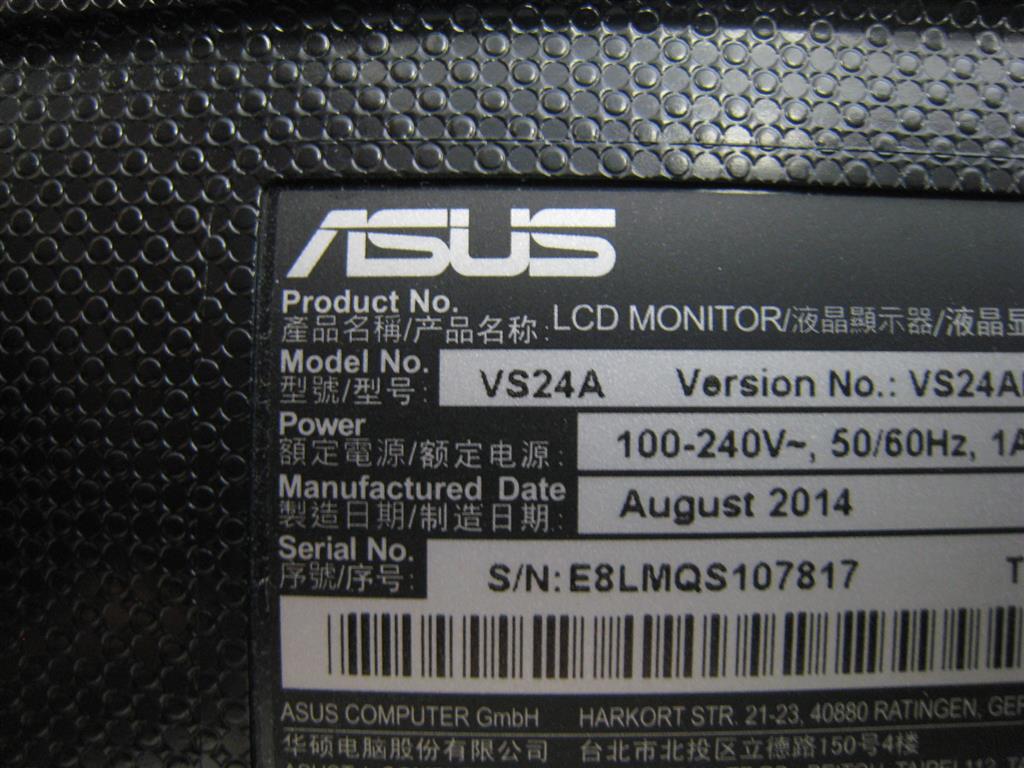 ASUS
Product No.
產品名稱/产品名称: LCD MONITOR/液晶顯示器/液晶显
Model No.
型號/型号: VS24A Version No.: VS24A
Power
額定電源/额定电源: 100-240V~, 50/60Hz, 1A
Manufactured Date
製造日期/制造日期: August 2014
Serial No.
序號/序号: S/N: E8LMQS107817 T
ASUS COMPUTER GmbH HARKORT STR. 21-23, 40880 RATINGEN, GER
华硕电脑股份有限公司 台北市北投区立德路150号4楼